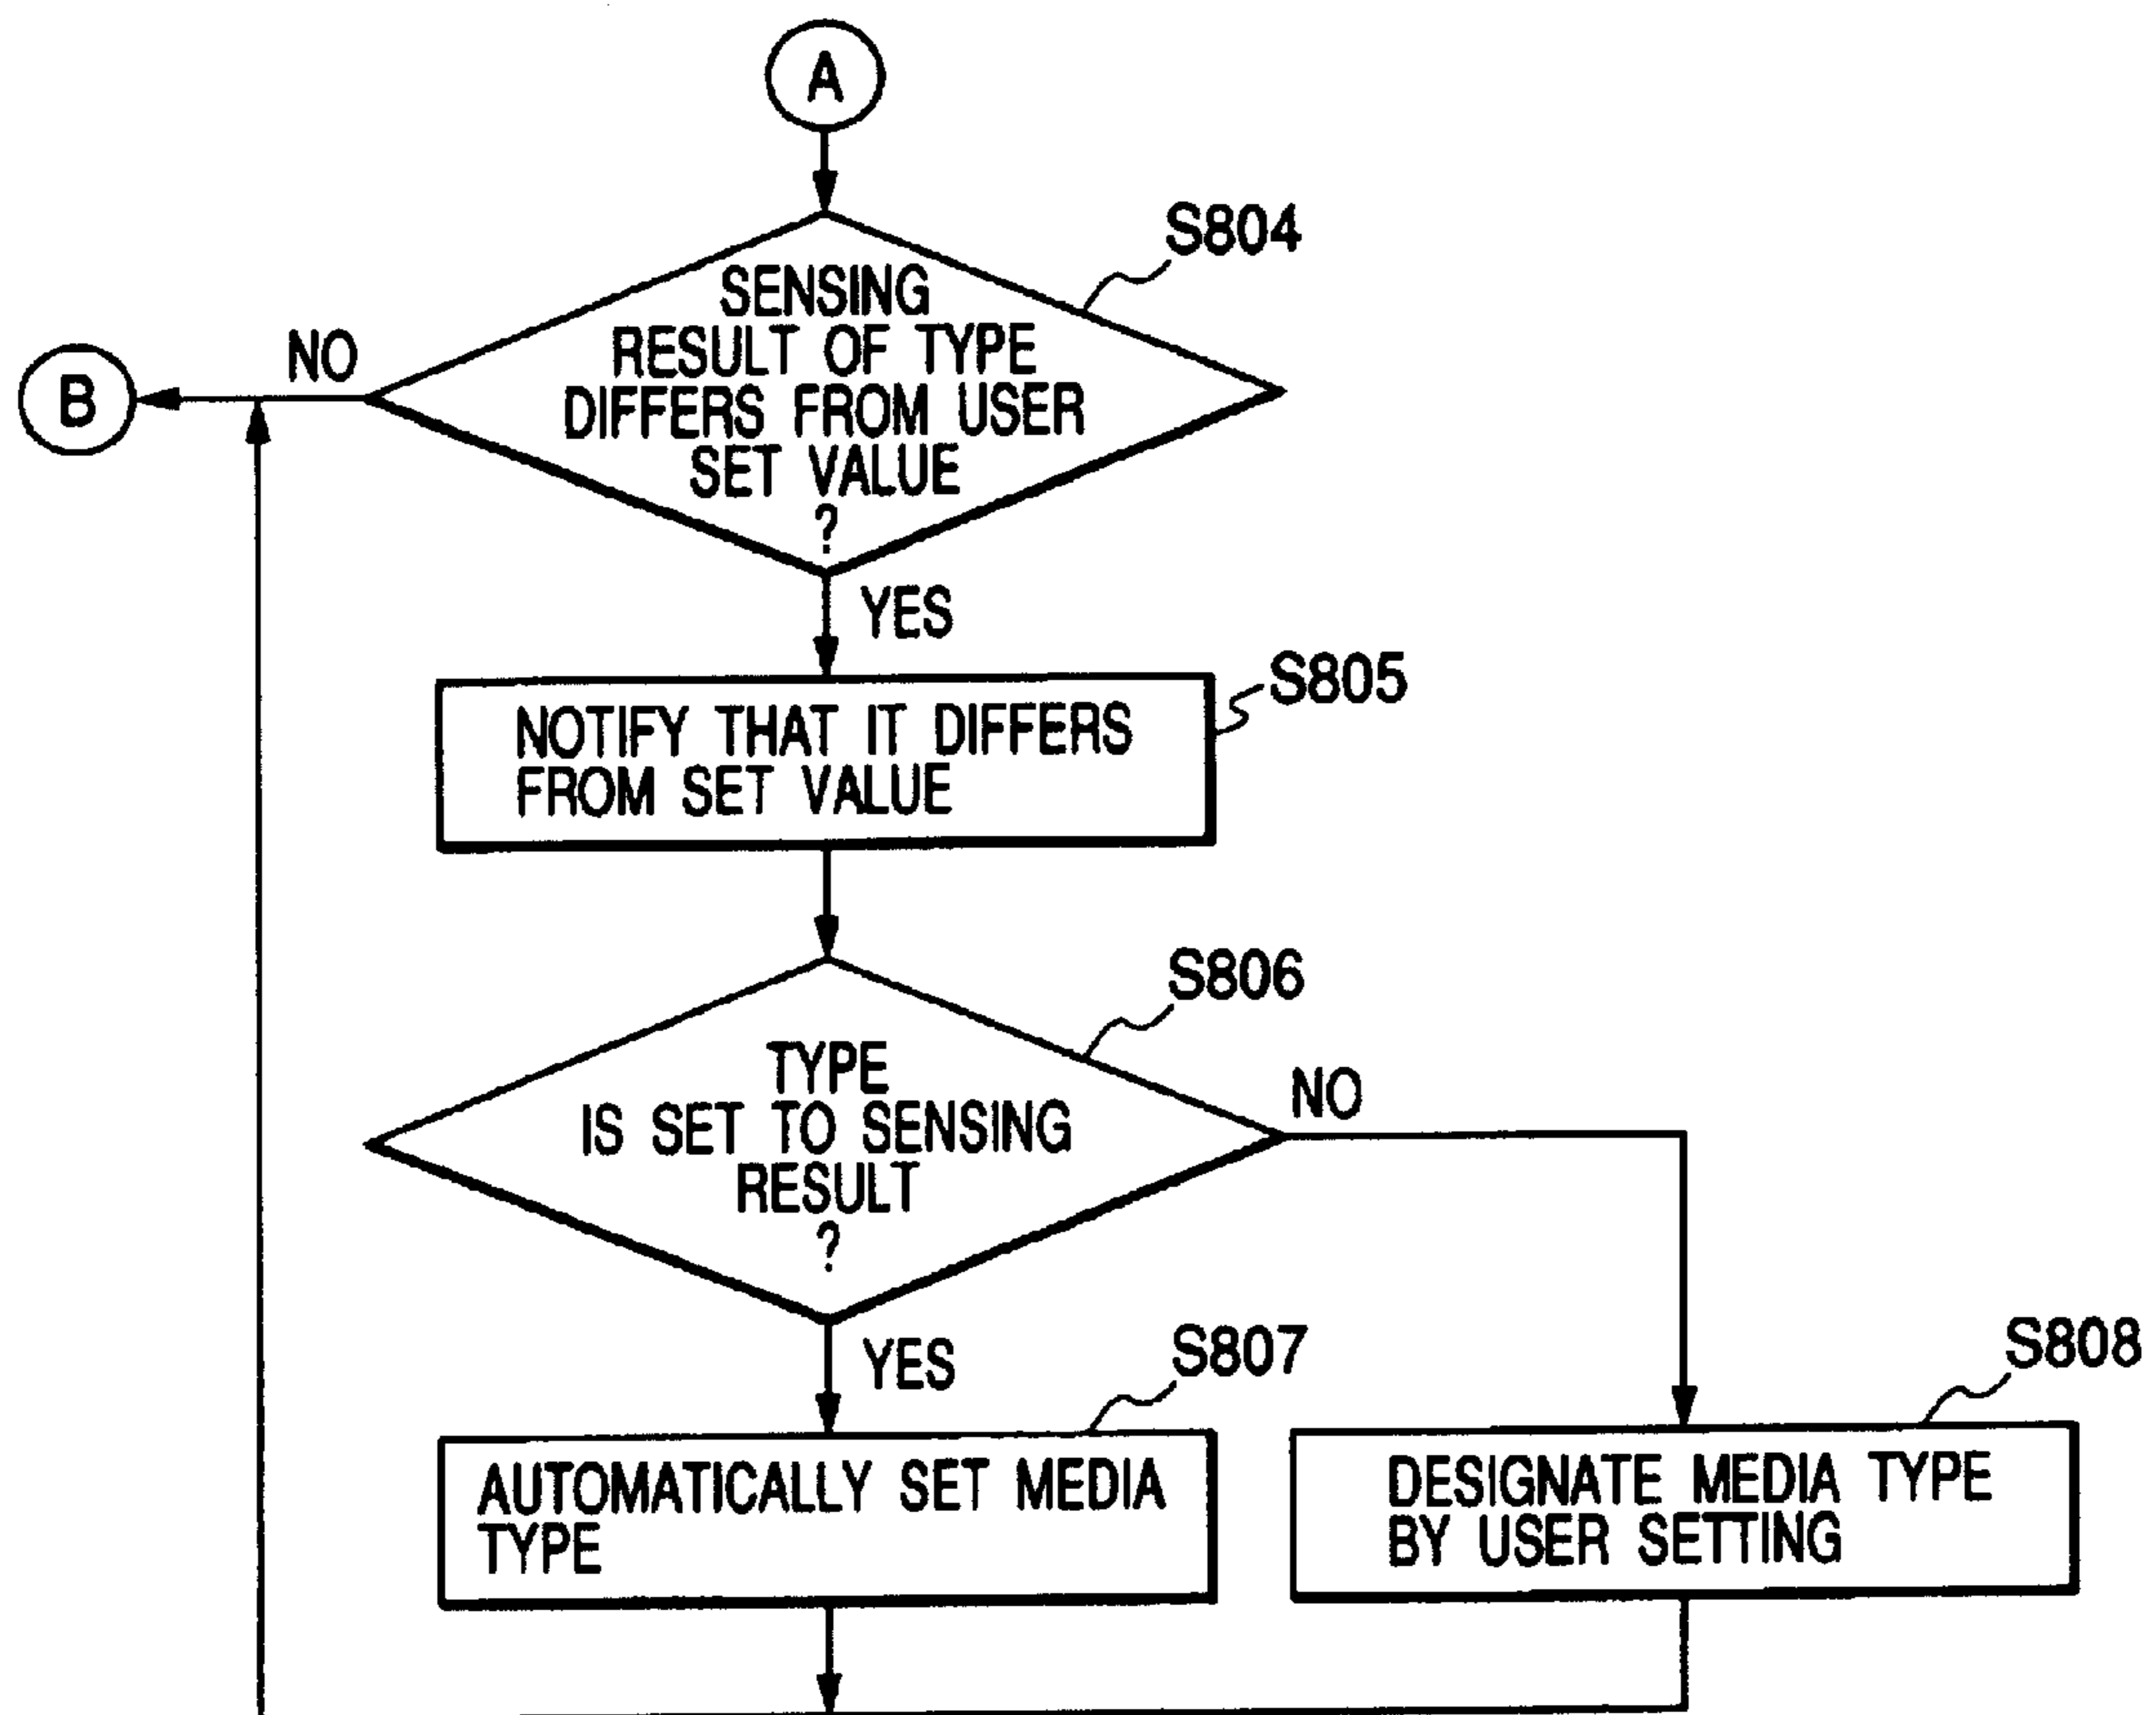 A
S804
SENSING
RESULT OF TYPE
DIFFERS FROM USER
SET VALUE
?
NO
B
YES
S805
NOTIFY THAT IT DIFFERS
FROM SET VALUE
S806
TYPE
IS SET TO SENSING
RESULT
?
NO
YES
S807
S808
AUTOMATICALLY SET MEDIA
TYPE
DESIGNATE MEDIA TYPE
BY USER SETTING